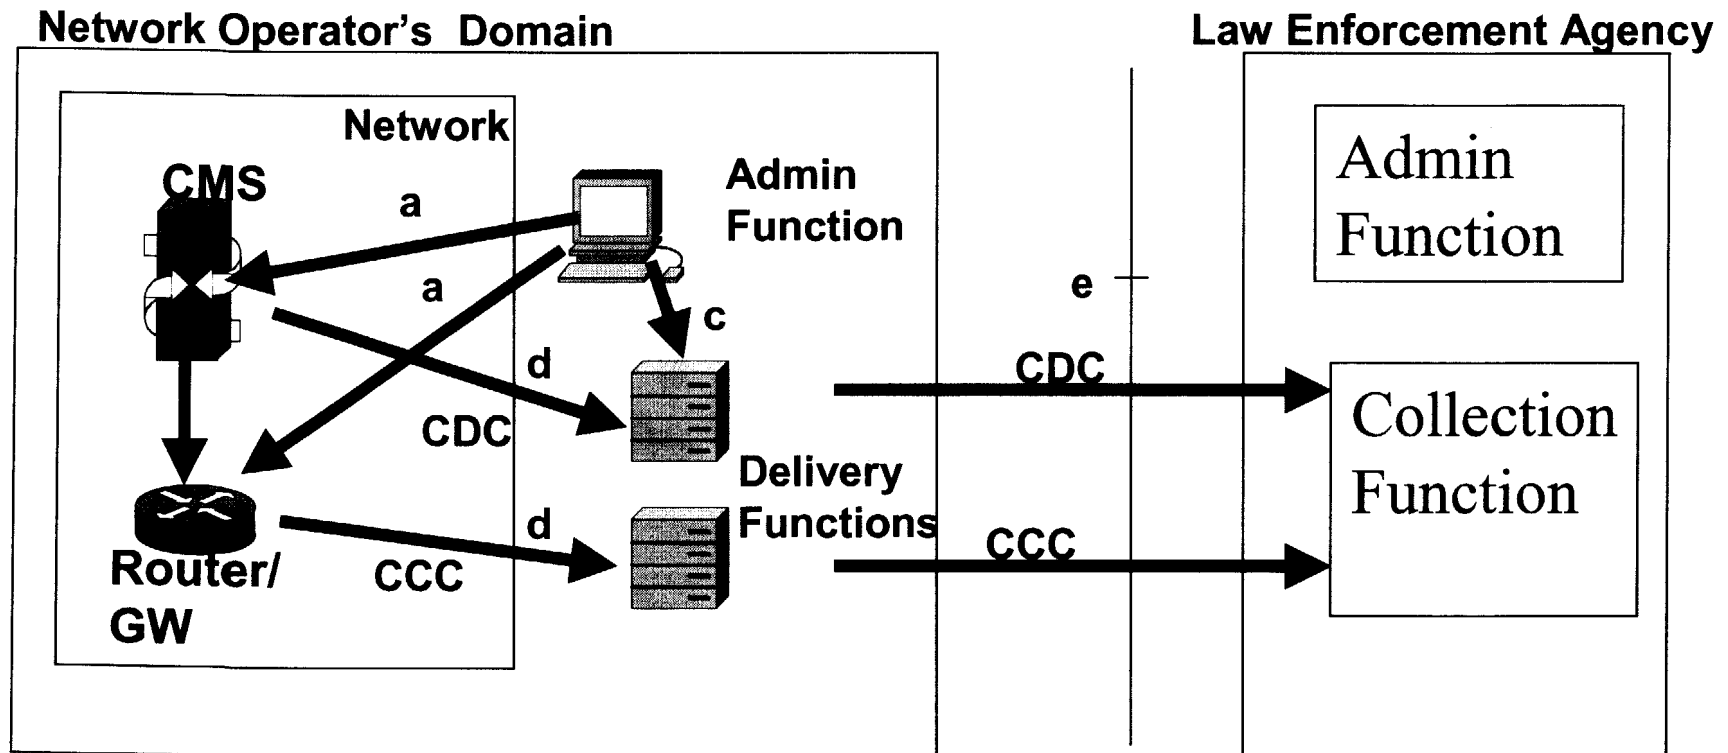 Network Operator's Domain
Law Enforcement Agency
Network
CMS
a
Admin
Function
Admin
Function
a
c
e
d
CDC
CDC
Collection
Function
Delivery
Functions
d
CCC
CCC
Router/
GW